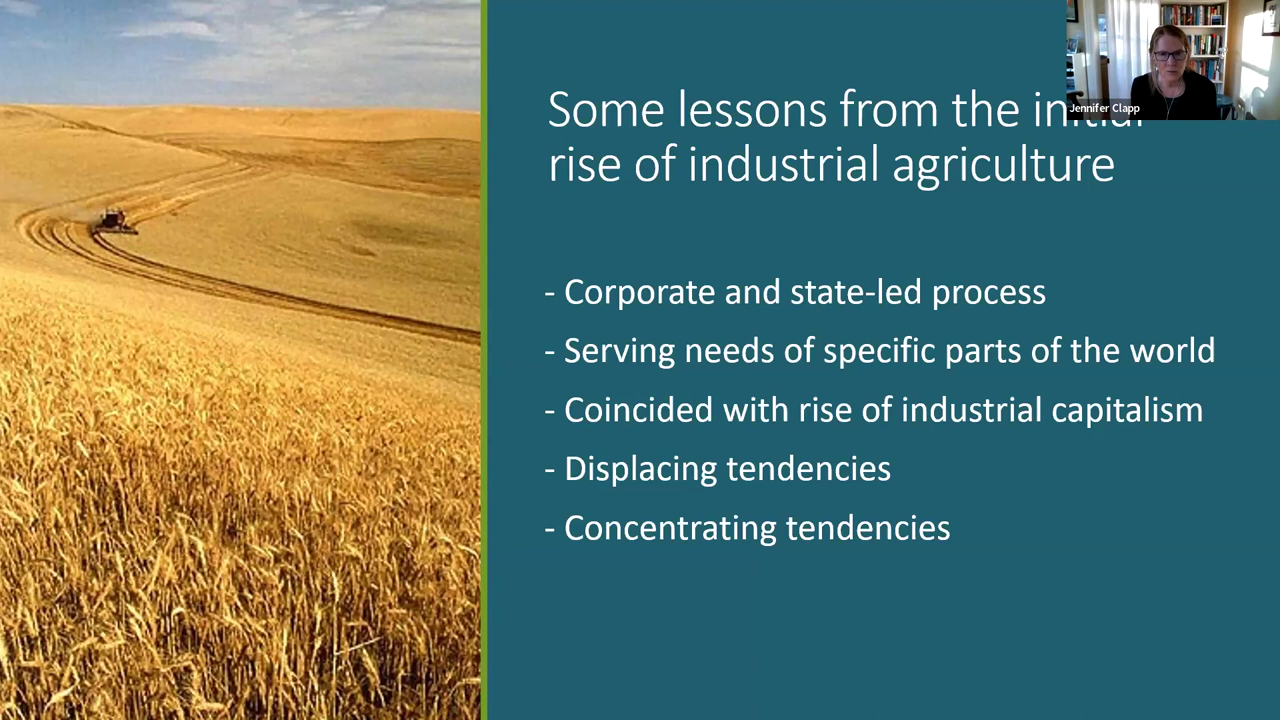 Some lessons from the initial
rise of industrial agriculture
Jennifer Clapp
- Corporate and state-led process
- Serving needs of specific parts of the world
- Coincided with rise of industrial capitalism
- Displacing tendencies
- Concentrating tendencies